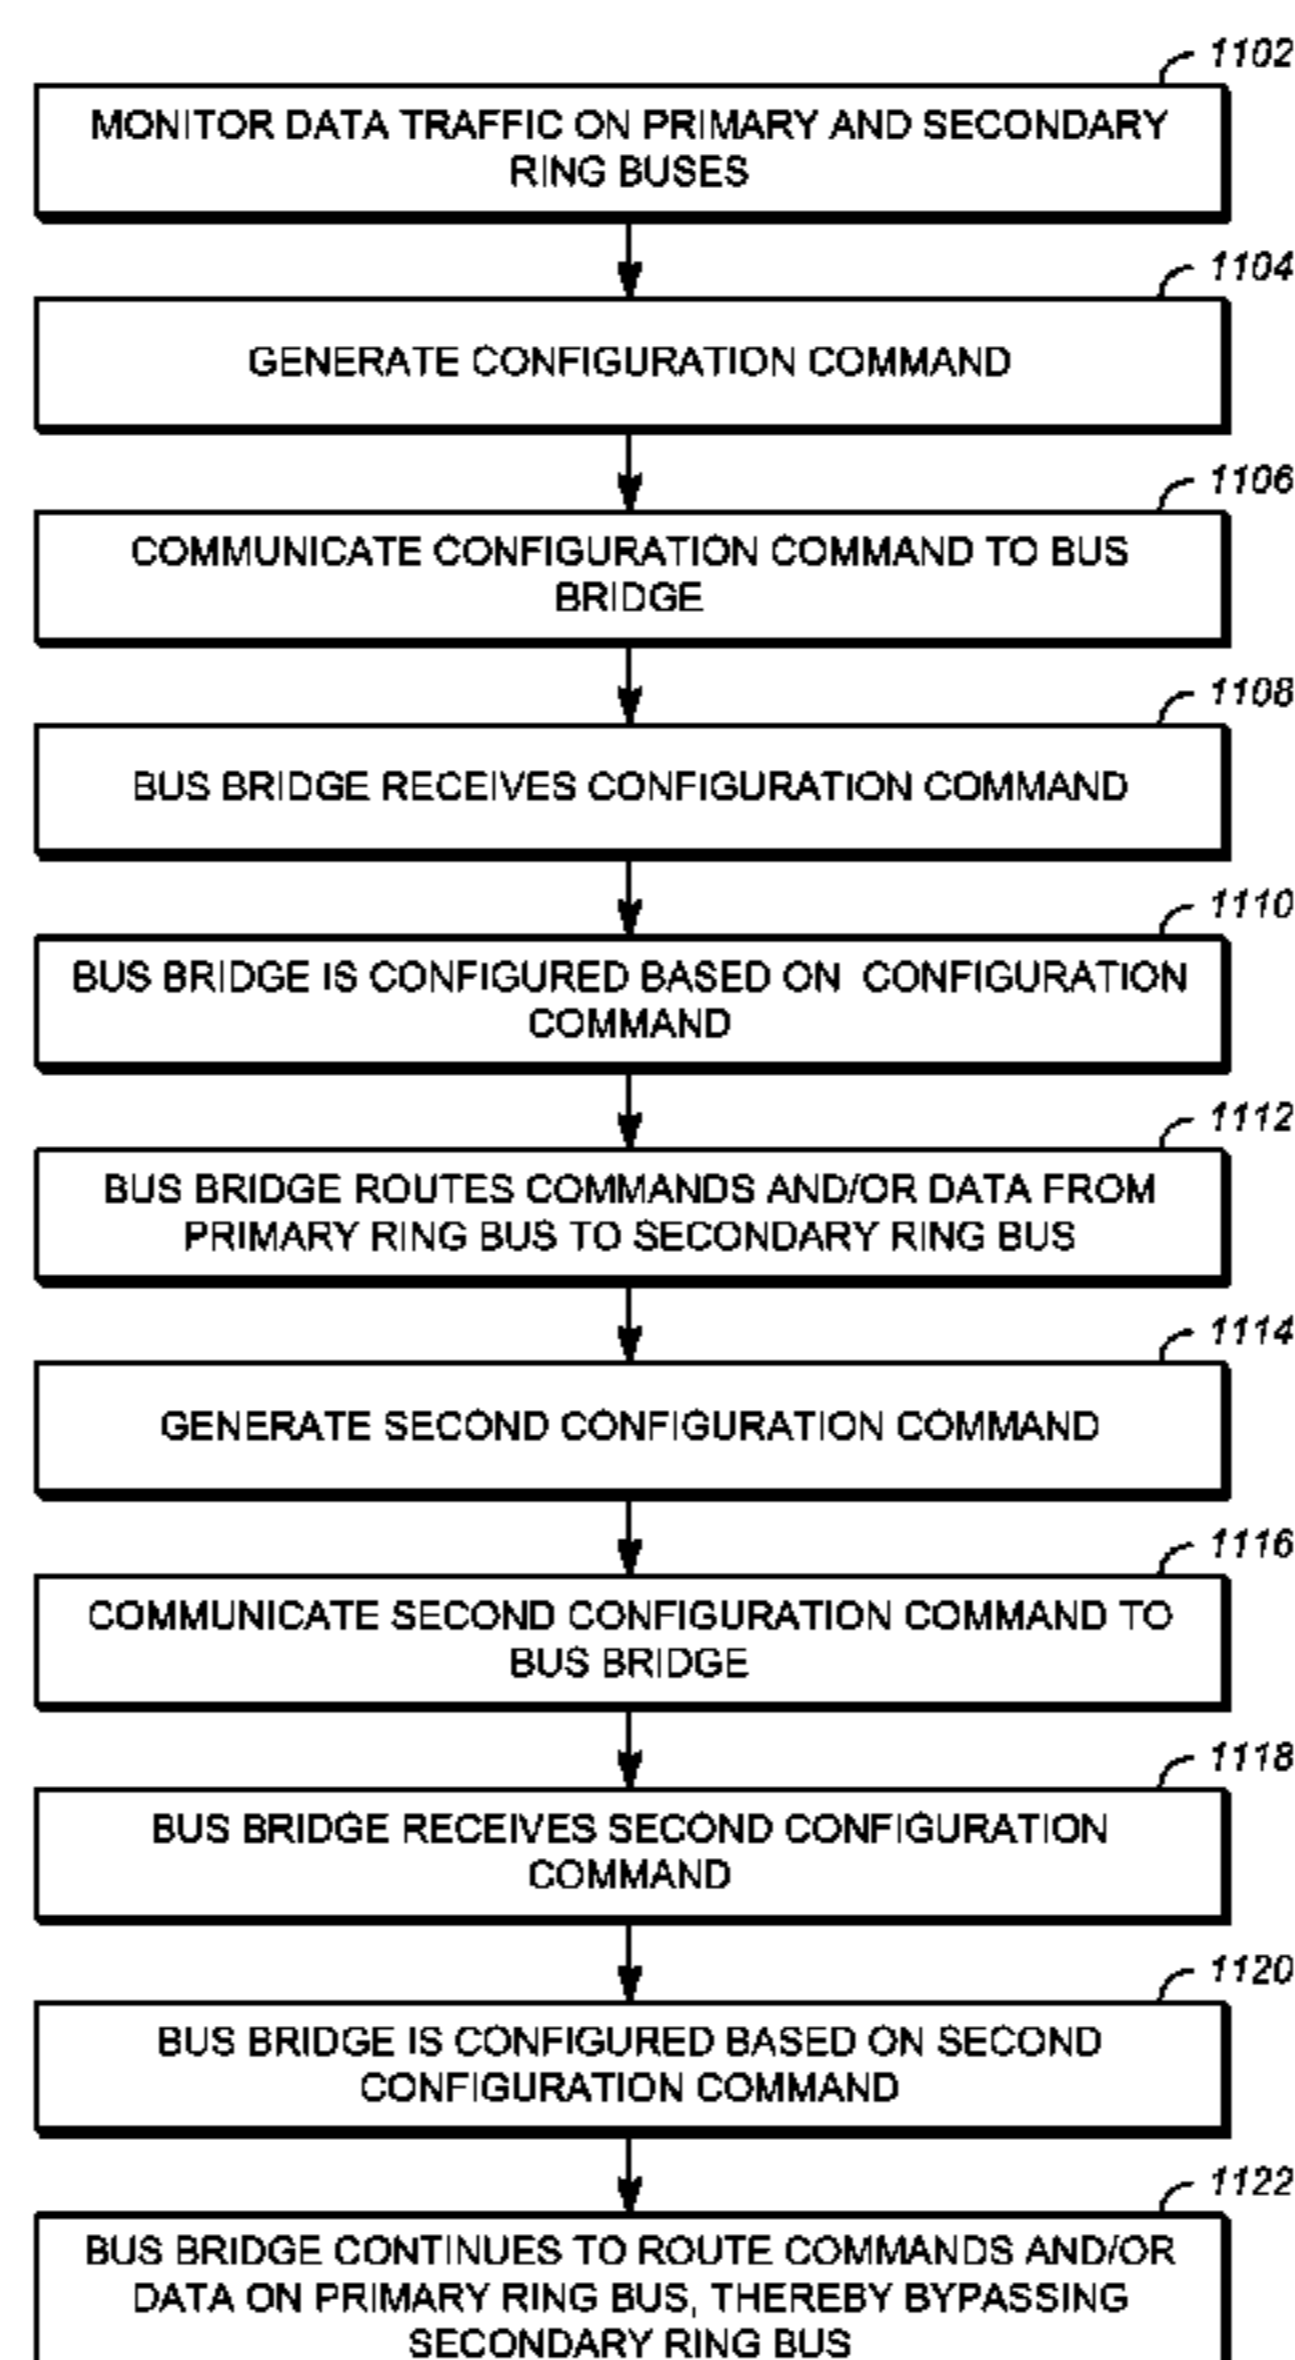 1102
MONITOR DATA TRAFFIC ON PRIMARY AND SECONDARY
RING BUSES
1104
GENERATE CONFIGURATION COMMAND
1106
COMMUNICATE CONFIGURATION COMMAND TO BUS
BRIDGE
1108
BUS BRIDGE RECEIVES CONFIGURATION COMMAND
1110
BUS BRIDGE IS CONFIGURED BASED ON CONFIGURATION
COMMAND
1112
BUS BRIDGE ROUTES COMMANDS AND/OR DATA FROM
PRIMARY RING BUS TO SECONDARY RING BUS
1114
GENERATE SECOND CONFIGURATION COMMAND
1116
COMMUNICATE SECOND CONFIGURATION COMMAND TO
BUS BRIDGE
1118
BUS BRIDGE RECEIVES SECOND CONFIGURATION
COMMAND
1120
BUS BRIDGE IS CONFIGURED BASED ON SECOND
CONFIGURATION COMMAND
1122
BUS BRIDGE CONTINUES TO ROUTE COMMANDS AND/OR
DATA ON PRIMARY RING BUS, THEREBY BYPASSING
SECONDARY RING BUS